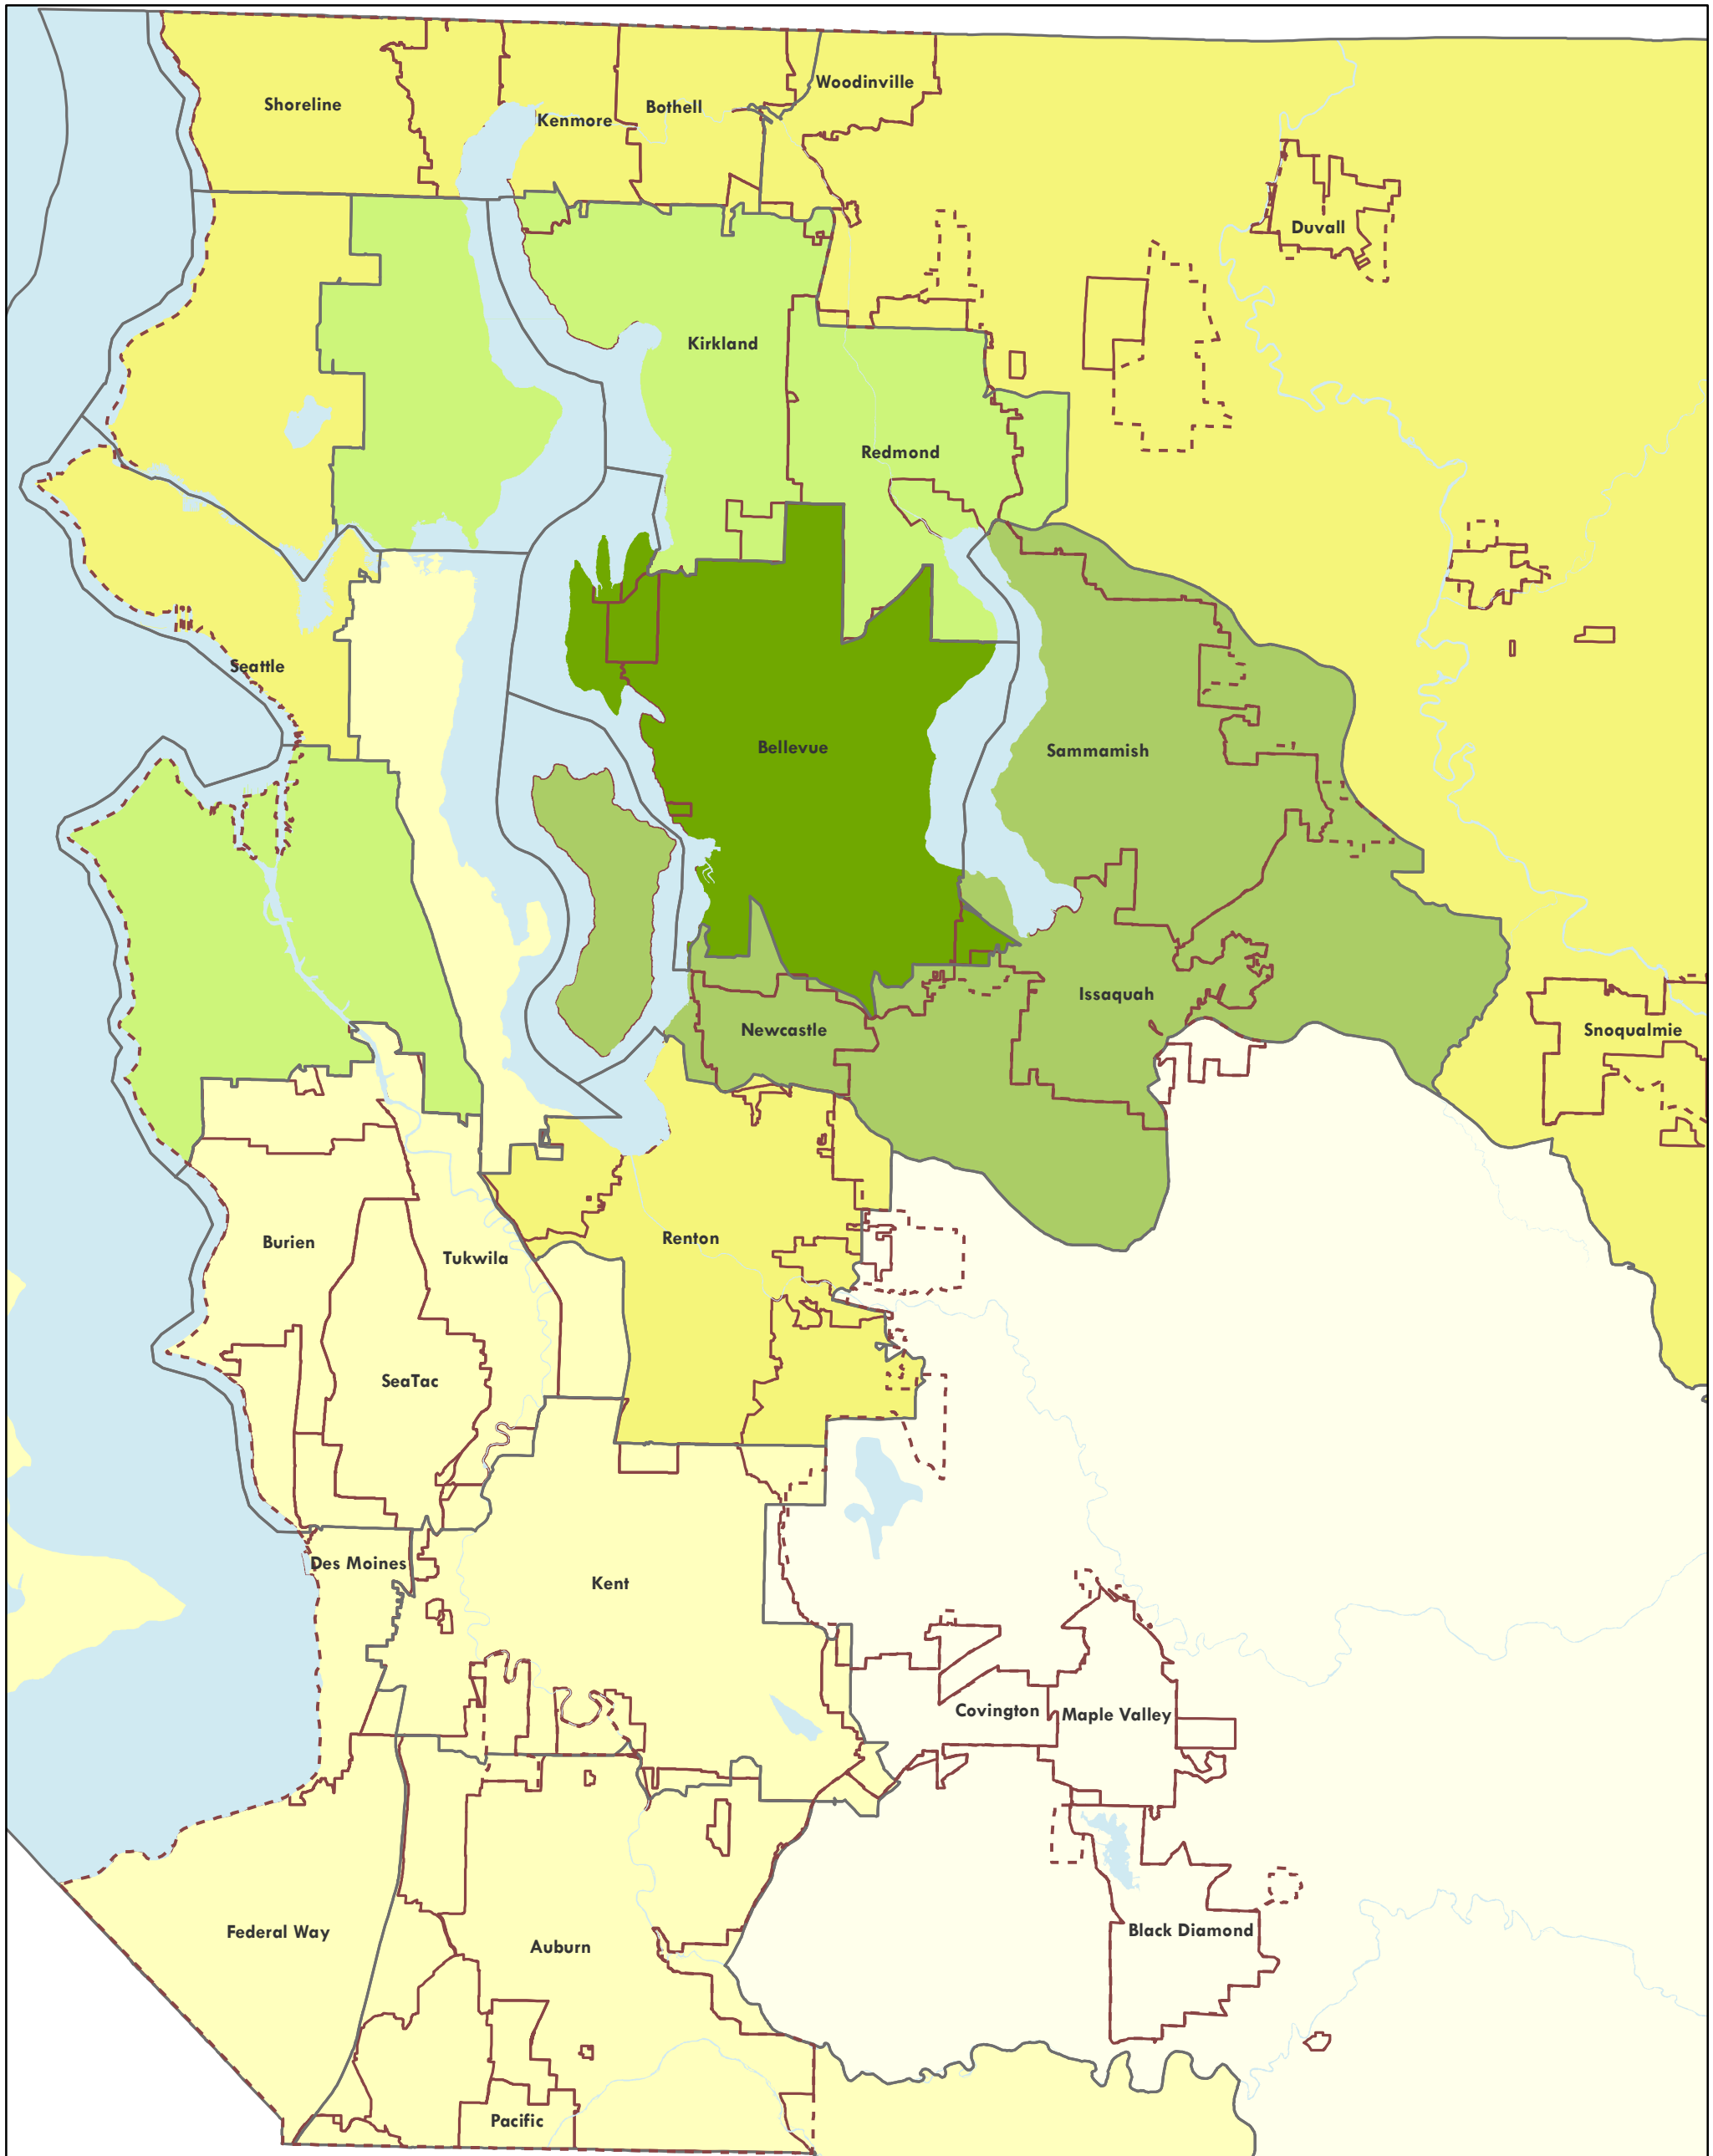 Woodinville
Shoreline
Bothell
Kenmore
Duvall
Kirkland
Redmond
Seattle
Bellevue
Sammamish
Issaquah
Newcastle
Snoqualmie
Renton
Burien
Tukwila
SeaTac
Des Moines
Kent
Covington
Maple Valley
Black Diamond
Federal Way
Auburn
Pacific